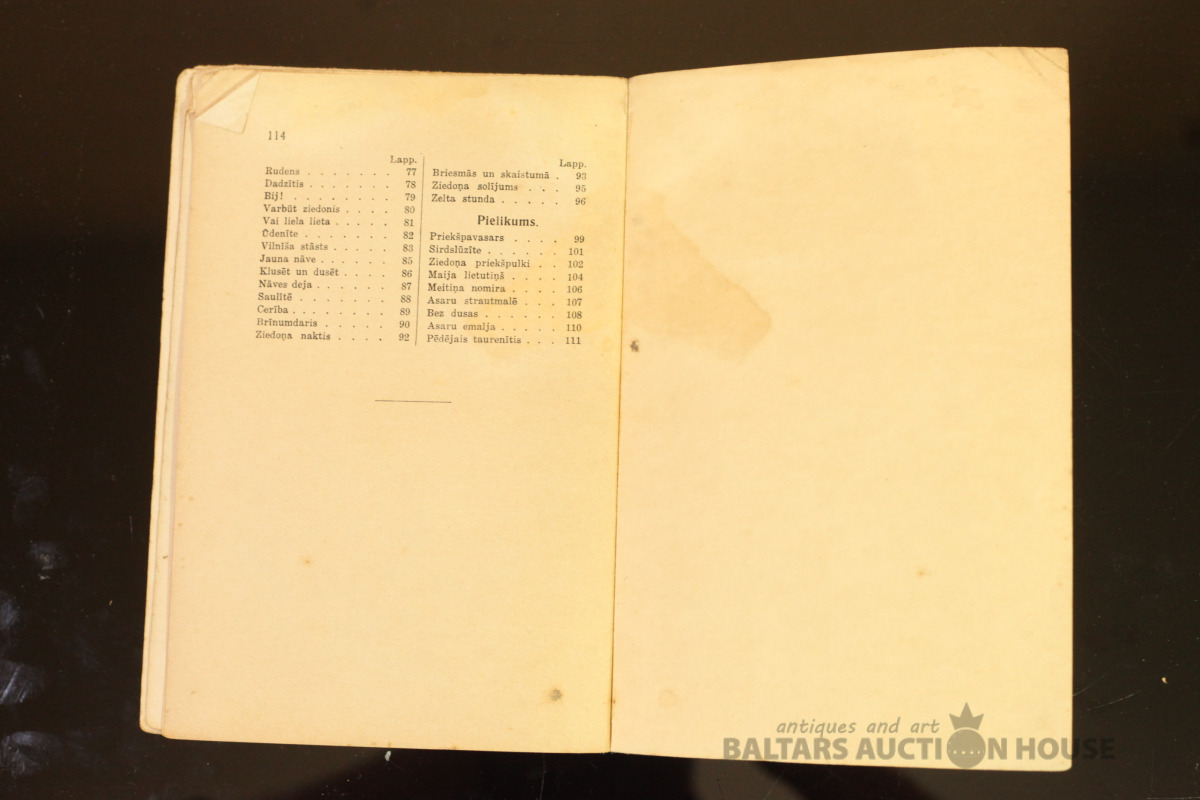 114
Lapp.
Rudens . . . . . . . 77
Dadzītis . . . . . . . 78
Bij! . . . . . . . . 79
Varbūt ziedonis . . . . 80
Vai liela lieta . . . . . 81
Ūdenīte . . . . . . . 82
Vilnīša stāsts . . . . . 83
Jauna nāve . . . . . . 85
Klusēt un dusēt . . . . 86
Nāves deja . . . . . . 87
Saulītē . . . . . . . 88
Cerība . . . . . . . . 89
Brīnumdaris . . . . . 90
Ziedoņa naktis . . . . 92
Lapp.
Briesmās un skaistumā . 93
Ziedoņa solījums . . . 95
Zelta stunda . . . . . 96
Pielikums.
Priekšpavasars . . . . 99
Sirdslūzīte . . . . . . 101
Ziedoņa priekšpulki . . 102
Maija lietutiņš . . . . 104
Meitiņa nomira . . . . 106
Asaru strautmalē . . . 107
Bez dusas . . . . . . 108
Asaru emalja . . . . . 110
Pēdējais taurenītis . . . 111
antiques and art
BALTARS AUCTION HOUSE